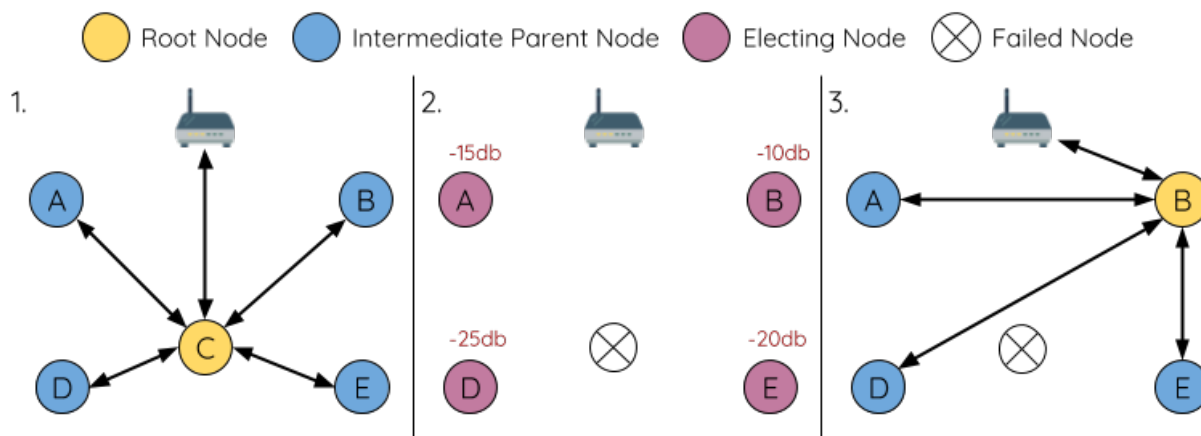 Root Node Intermediate Parent Node Electing Node Failed Node
1.
A
B
C
D
E
2.
-15db
-10db
A
B
-25db
-20db
D
E
3.
A
B
D
E